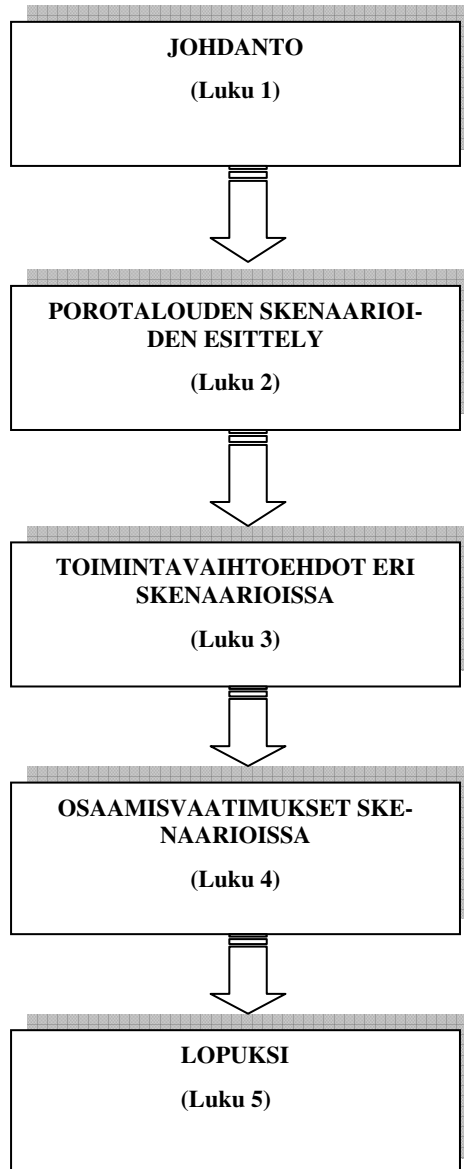 JOHDANTO
(Luku 1)
POROTALOUDEN SKENAARIOI-
DEN ESITTELY
(Luku 2)
TOIMINTAVAIHTOEHDOT ERI
SKENAARIOISSA
(Luku 3)
OSAAMISVAATIMUKSET SKE-
NAARIOISSA
(Luku 4)
LOPUKSI
(Luku 5)